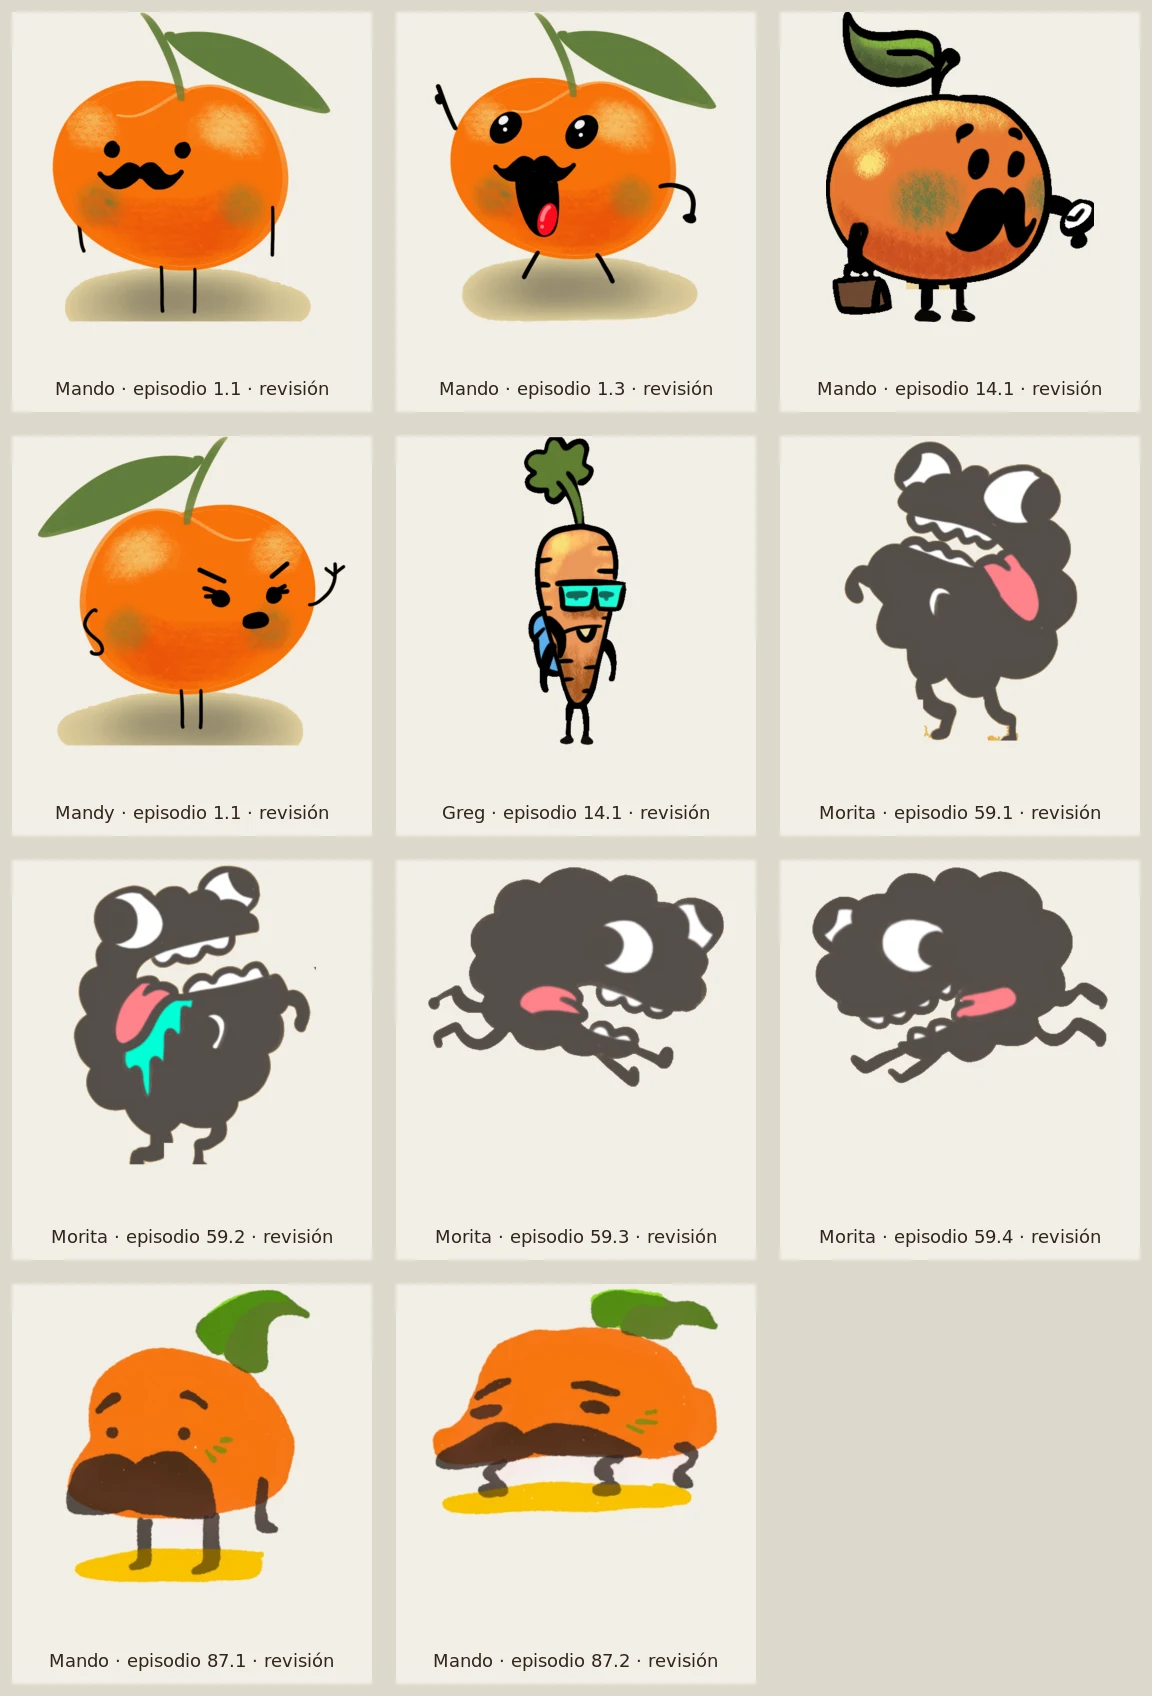 Mando · episodio 1.1 · revisión
Mando · episodio 1.3 · revisión
Mando · episodio 14.1 · revisión
Mandy · episodio 1.1 · revisión
Greg · episodio 14.1 · revisión
Morita · episodio 59.1 · revisión
Morita · episodio 59.2 · revisión
Morita · episodio 59.3 · revisión
Morita · episodio 59.4 · revisión
Mando · episodio 87.1 · revisión
Mando · episodio 87.2 · revisión